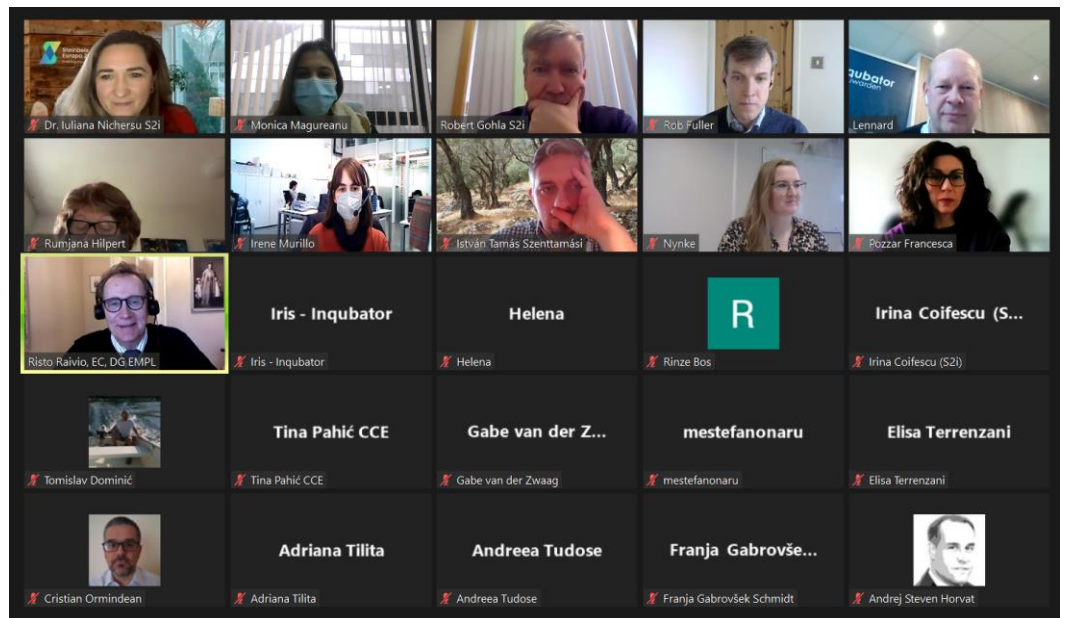 Steinbeis
Europa
Dr. Iuliana Nichersu S2i
Monica Magureanu
Robert Gohla S2i
Rob Fuller
qubator
warden
Lennard
Rumjana Hilpert
Irene Murillo
István Tamás Szenttamási
Nynke
Pozzar Francesca
Risto Raivio, EC, DG EMPL
Iris - Inqubator
Iris - Inqubator
Helena
Helena
R
Rinze Bos
Irina Coifescu (S...
Irina Coifescu (S2i)
Tomislav Dominić
Tina Pahić CCE
Tina Pahić CCE
Gabe van der Z...
Gabe van der Zwaag
mestefanonaru
mestefanonaru
Elisa Terrenzani
Elisa Terrenzani
Cristian Ormindean
Adriana Tilita
Adriana Tilita
Andreea Tudose
Andreea Tudose
Franja Gabrovše...
Franja Gabrovšek Schmidt
Andrej Steven Horvat